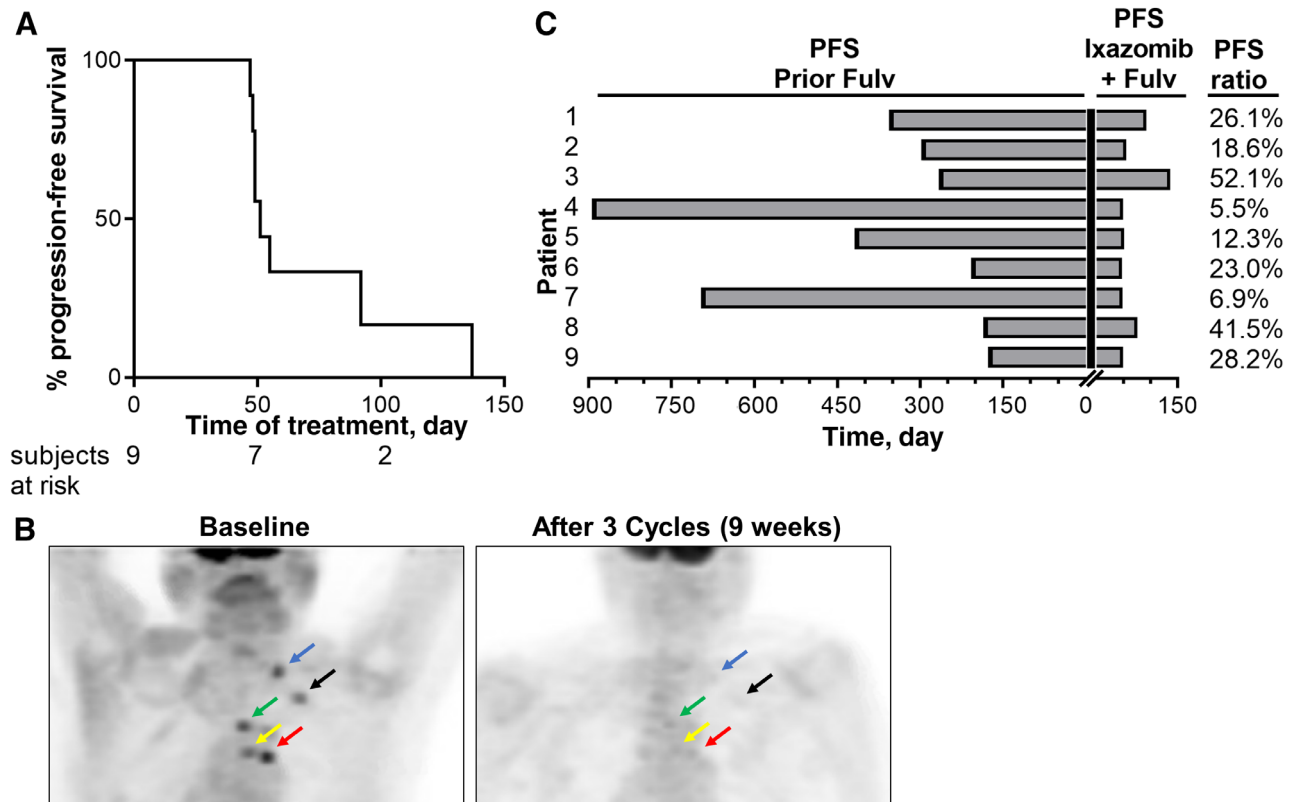 A
% progression-free survival
100
50
0
0 50 100 150
Time of treatment, day
subjects 9 7 2
at risk
C
PFS
Prior Fulv
PFS
Ixazomib
+ Fulv
PFS
ratio
Patient
1 26.1%
2 18.6%
3 52.1%
4 5.5%
5 12.3%
6 23.0%
7 6.9%
8 41.5%
9 28.2%
900 750 600 450 300 150 0 150
Time, day
B
Baseline
After 3 Cycles (9 weeks)